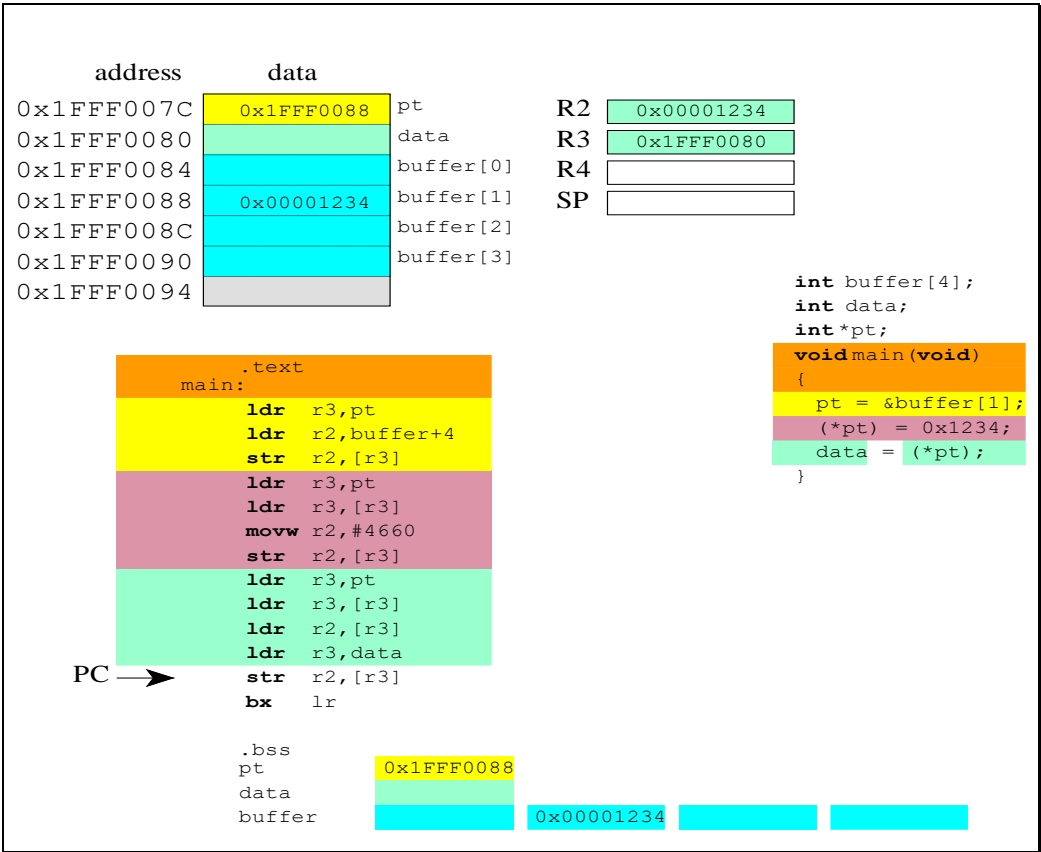 address data
0x1FFF007C 0x1FFF0088 pt
0x1FFF0080 data
0x1FFF0084 buffer[0]
0x1FFF0088 0x00001234 buffer[1]
0x1FFF008C buffer[2]
0x1FFF0090 buffer[3]
0x1FFF0094
R2 0x00001234
R3 0x1FFF0080
R4
SP
int buffer[4];
int data;
int *pt;
void main(void)
{
pt = &buffer[1];
(*pt) = 0x1234;
data = (*pt);
}
.text
main:
ldr r3,pt
ldr r2,buffer+4
str r2,[r3]
ldr r3,pt
ldr r3,[r3]
movw r2,#4660
str r2,[r3]
ldr r3,pt
ldr r3,[r3]
ldr r2,[r3]
ldr r3,data
PC str r2,[r3]
bx lr
.bss
pt 0x1FFF0088
data
buffer 0x00001234